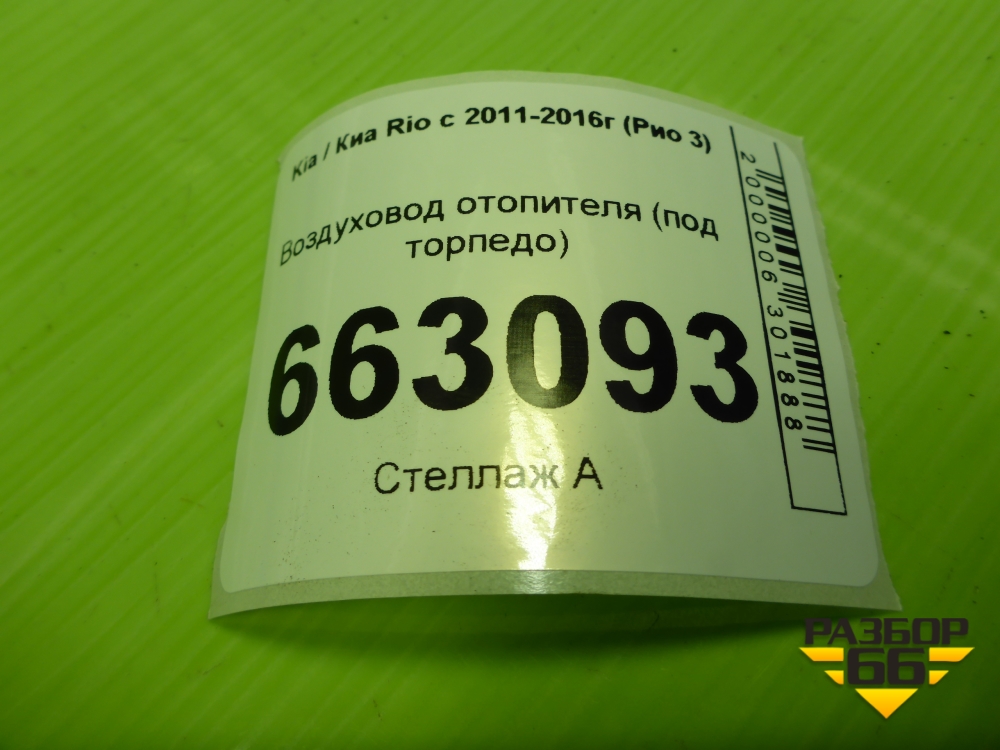 Kia / Киа Rio с 2011-2016г (Рио 3)
Воздуховод отопителя (под
торпедо)
663093
Стеллаж А
2000006301888
РАЗБОР
66